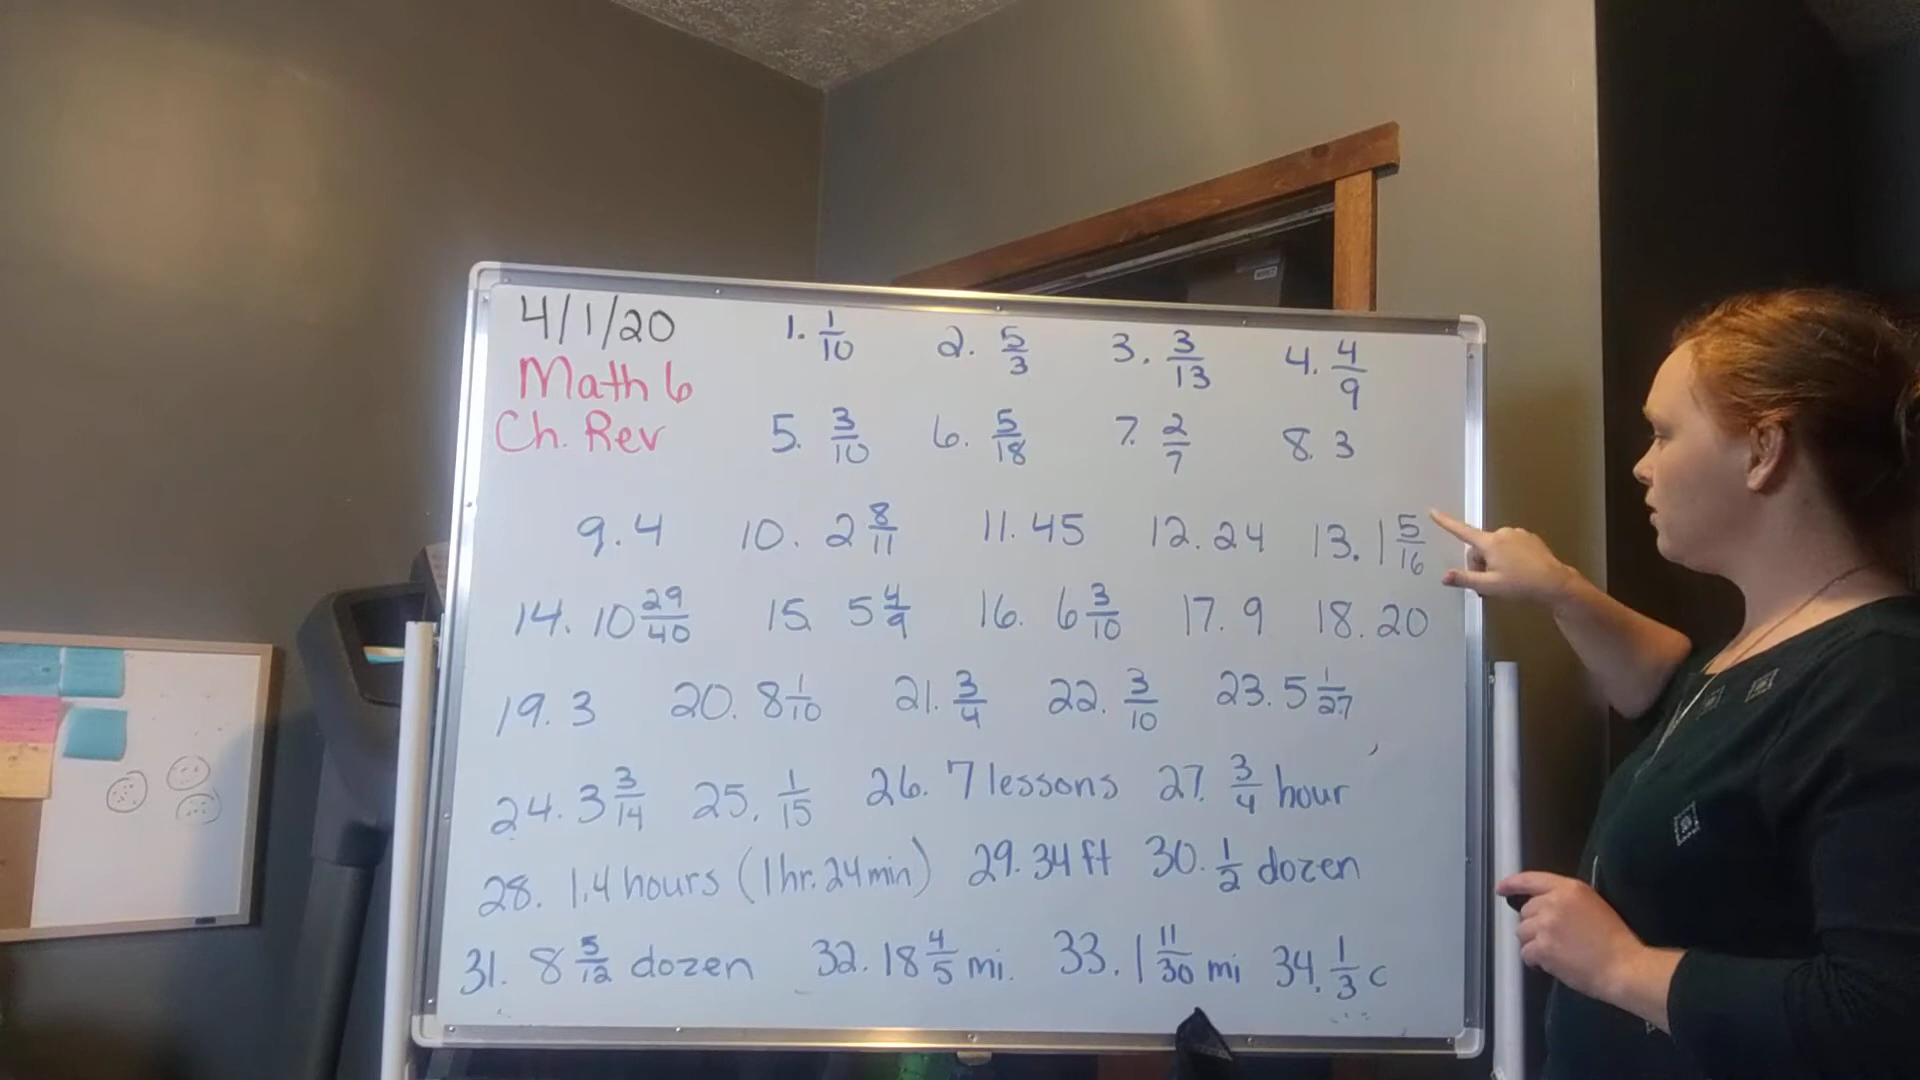 4/1/20
Math 6
Ch. Rev
1. 1/10 2. 5/3 3. 3/13 4. 4/9
5. 3/10 6. 5/18 7. 2/7 8. 3
9. 4 10. 2 8/11 11. 45 12. 24 13. 1 5/16
14. 10 29/40 15. 5 4/9 16. 6 3/10 17. 9 18. 20
19. 3 20. 8 1/10 21. 3/4 22. 3/10 23. 5 1/27
24. 3 3/14 25. 1/15 26. 7 lessons 27. 3/4 hour
28. 1.4 hours (1 hr. 24 min) 29. 34 ft 30. 1/2 dozen
31. 8 5/12 dozen 32. 18 4/5 mi. 33. 1 11/30 mi 34. 1/3 c